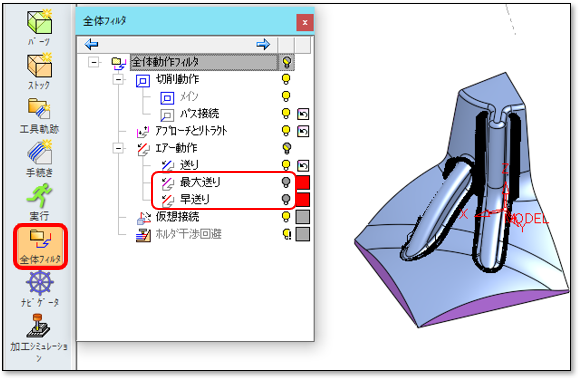 パーツ
ストック
工具軌跡
手続き
実行
全体フィルタ
ナビゲータ
加工シミュレーショ
ン
全体フィルタ
x
全体動作フィルタ
切削動作
メイン
パス接続
アプローチとリトラクト
エアー動作
送り
最大送り
早送り
仮想接続
ホルダ干渉回避
Z
X
MODEL
Y